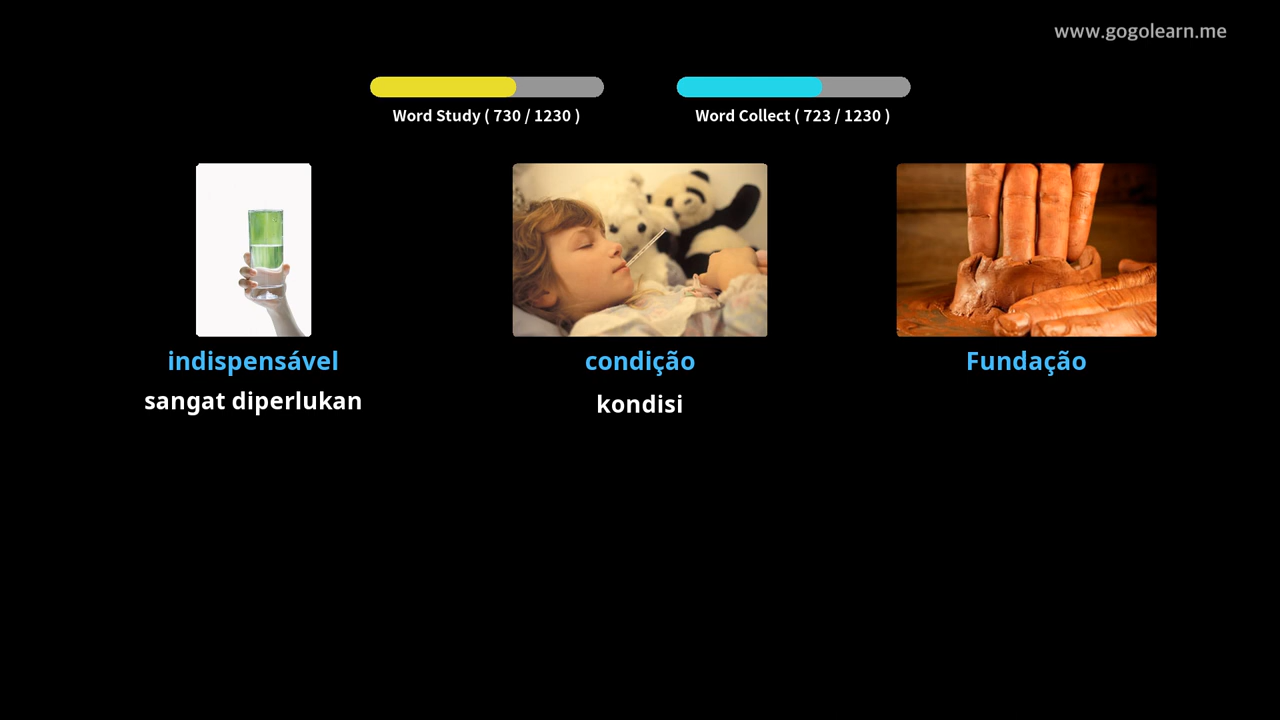 www.gogolearn.me
Word Study ( 730 / 1230 )
Word Collect ( 723 / 1230 )
indispensável
condição
Fundação
sangat diperlukan
kondisi